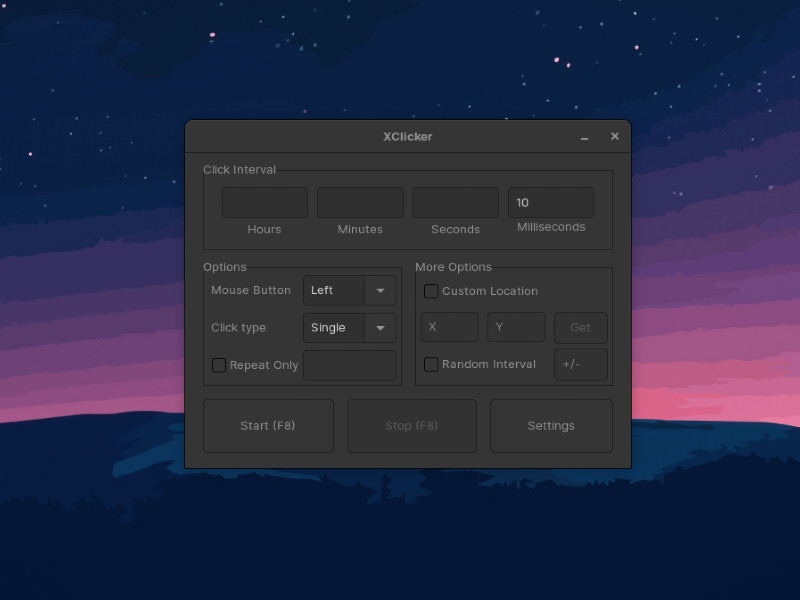 XClicker
Click Interval
10
Hours
Minutes
Seconds
Milliseconds
Options
Mouse Button
Left
Click type
Single
Repeat Only
More Options
Custom Location
X
Y
Get
Random Interval
+/-
Start (F8)
Stop (F8)
Settings